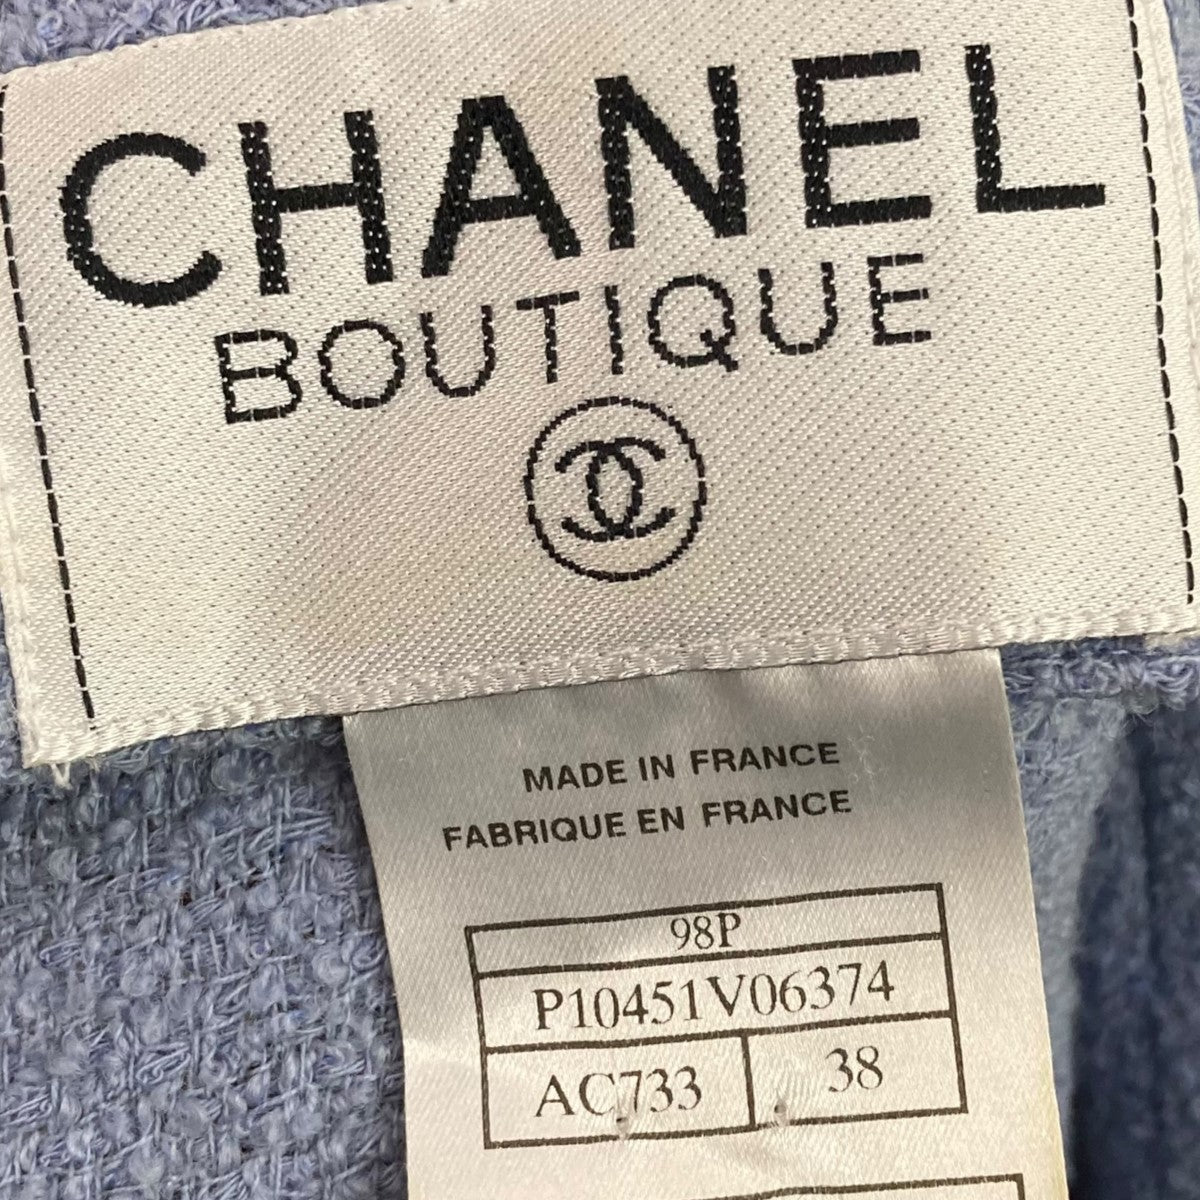 CHANEL
BOUTIQUE
MADE IN FRANCE
FABRIQUE EN FRANCE
98P
P10451V06374
AC733 38